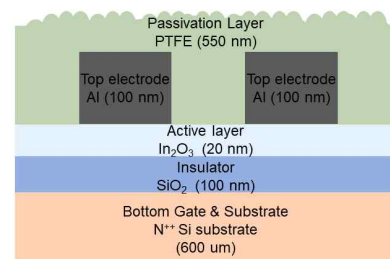 Passivation Layer
PTFE (550 nm)
Top electrode
Al (100 nm)
Top electrode
Al (100 nm)
Active layer
In₂O₃ (20 nm)
Insulator
SiO₂ (100 nm)
Bottom Gate & Substrate
N⁺⁺ Si substrate
(600 um)